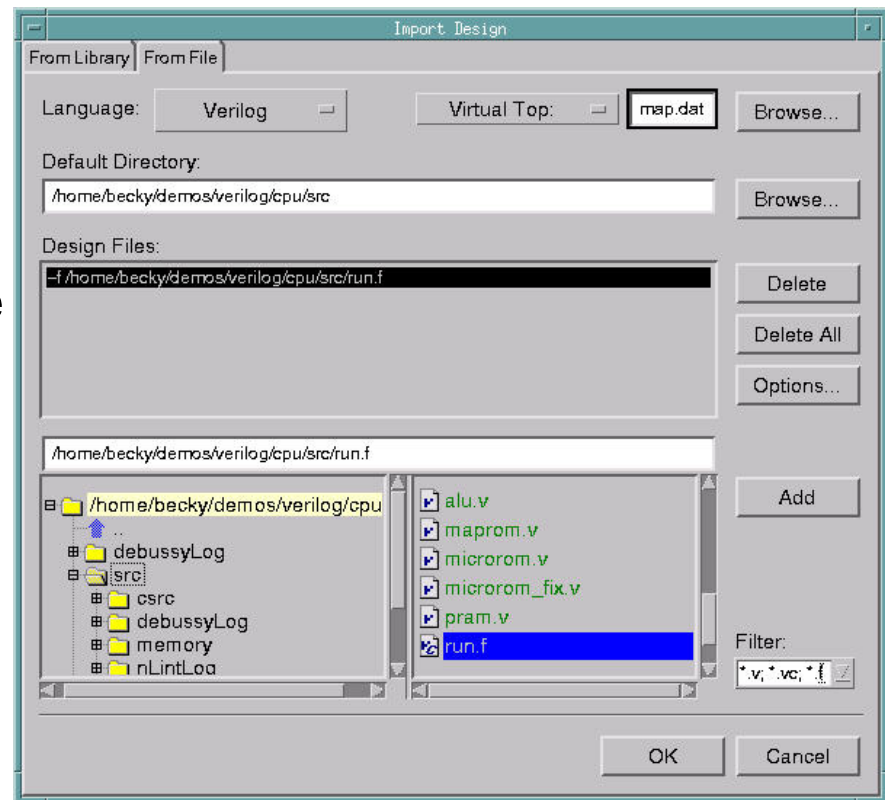 Import Design
From Library From File
Language: Verilog Virtual Top: map.dat Browse...
Default Directory:
/home/becky/demos/verilog/cpu/src Browse...
Design Files:
–f /home/becky/demos/verilog/cpu/src/run.f Delete
e
Delete All
Options...
/home/becky/demos/verilog/cpu/src/run.f
/home/becky/demos/verilog/cpu
..
debussyLog
src
csrc
debussyLog
memory
nLintLog
alu.v
maprom.v
microrom.v
microrom_fix.v
pram.v
run.f
Add
Filter:
*.v; *.vc; *.f
OK Cancel